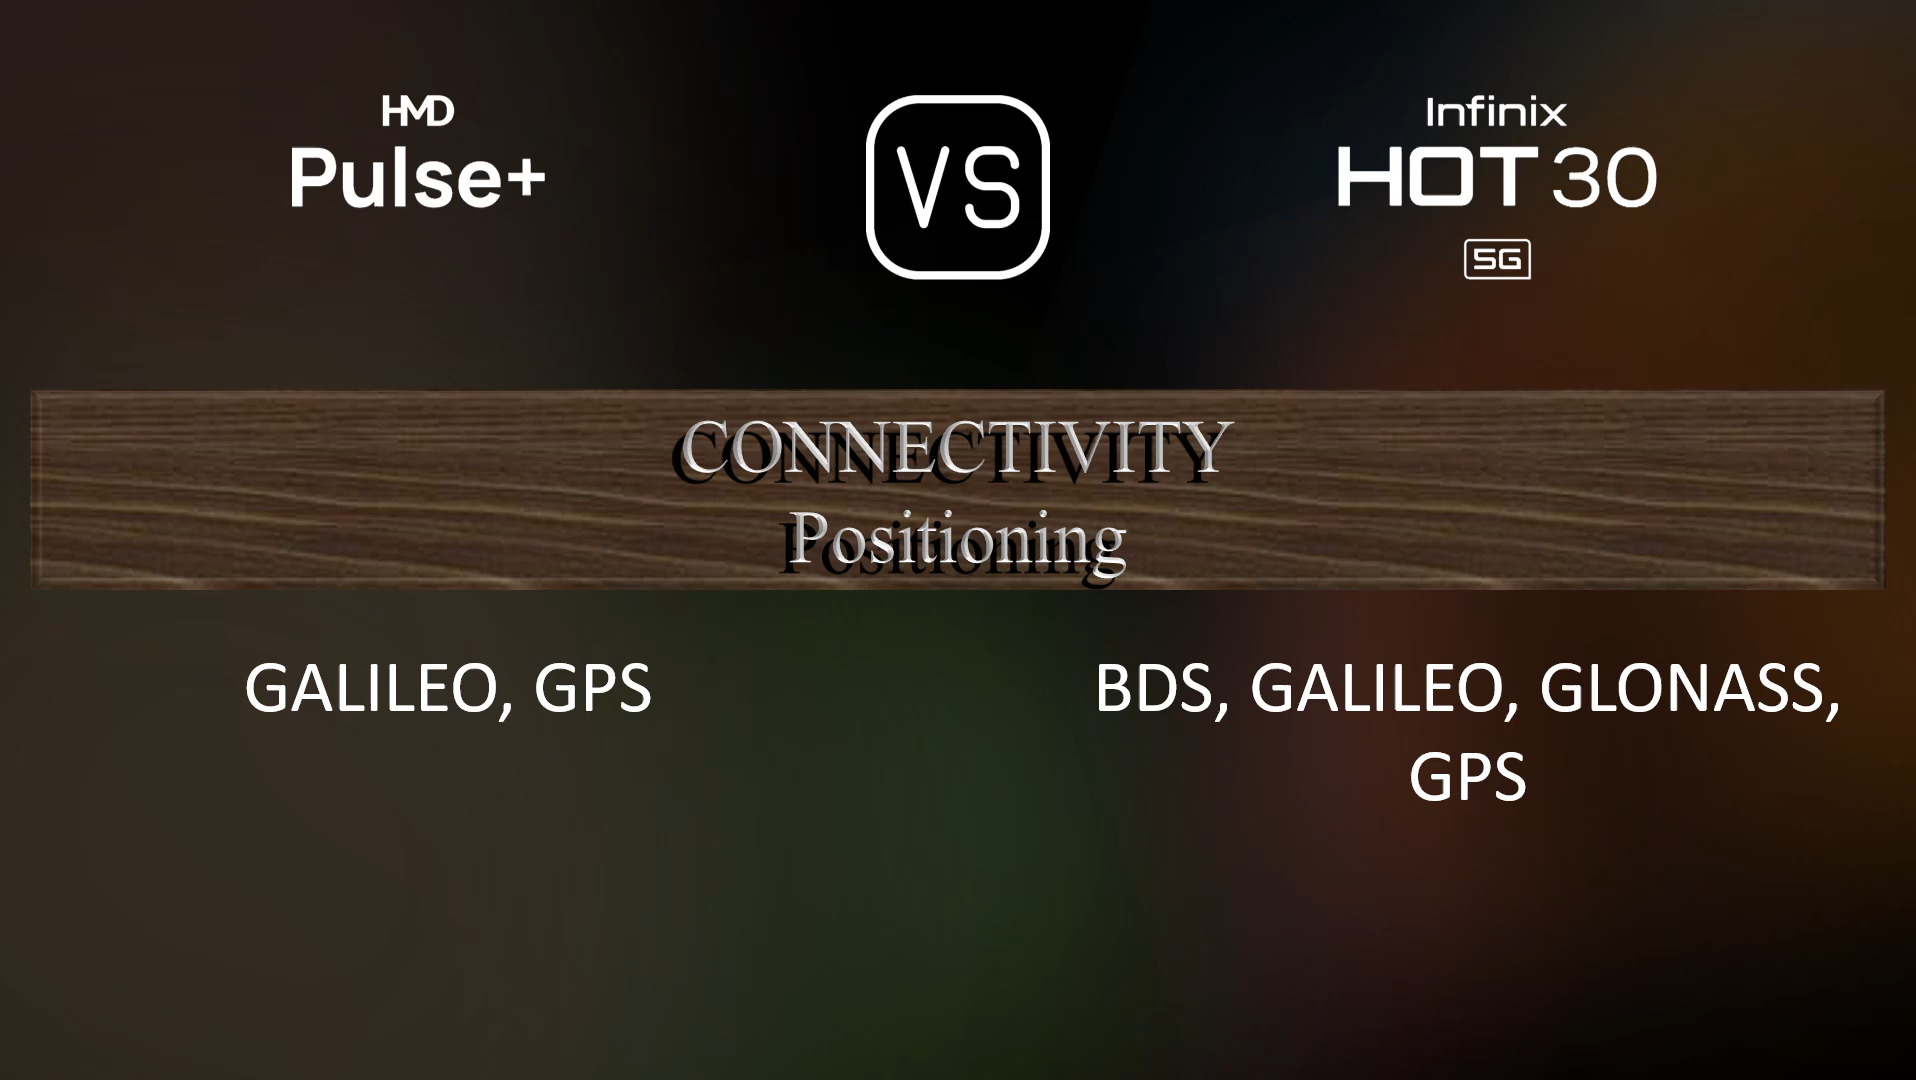 HMD
Pulse+
VS
Infinix
HOT 30
5G
CONNECTIVITY
Positioning
GALILEO, GPS
BDS, GALILEO, GLONASS,
GPS